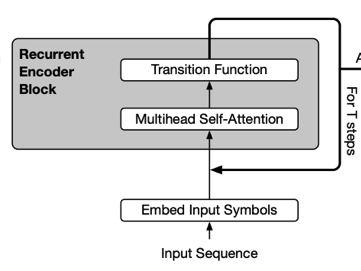 Recurrent
Encoder
Block
Transition Function
Multihead Self-Attention
For T steps
Embed Input Symbols
Input Sequence
A